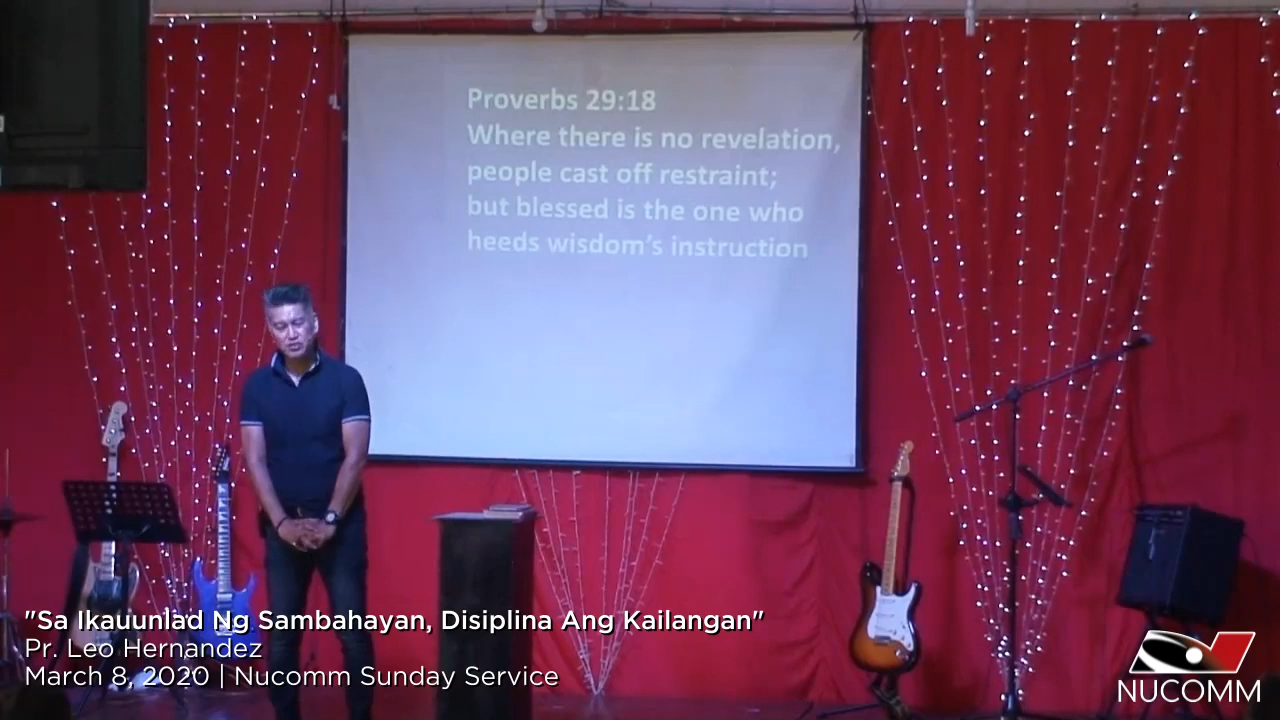 Proverbs 29:18
Where there is no revelation,
people cast off restraint;
but blessed is the one who
heeds wisdom's instruction
"Sa Ikauunlad Ng Sambahayan, Disiplina Ang Kailangan"
Pr. Leo Hernandez
March 8, 2020 | Nucomm Sunday Service
NUCOMM